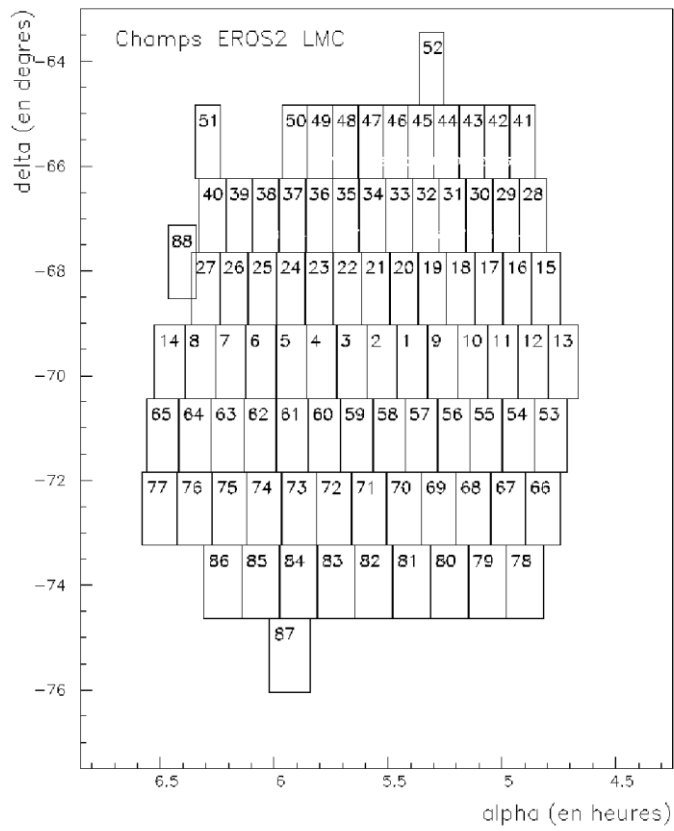 Champs EROS2 LMC
52
-64
51 50 49 48 47 46 45 44 43 42 41
-66
40 39 38 37 36 35 34 33 32 31 30 29 28
88
-68
27 26 25 24 23 22 21 20 19 18 17 16 15
14 8 7 6 5 4 3 2 1 9 10 11 12 13
-70
65 64 63 62 61 60 59 58 57 56 55 54 53
-72
77 76 75 74 73 72 71 70 69 68 67 66
86 85 84 83 82 81 80 79 78
-74
87
-76
6.5 6 5.5 5 4.5
alpha (en heures)
delta (en degres)